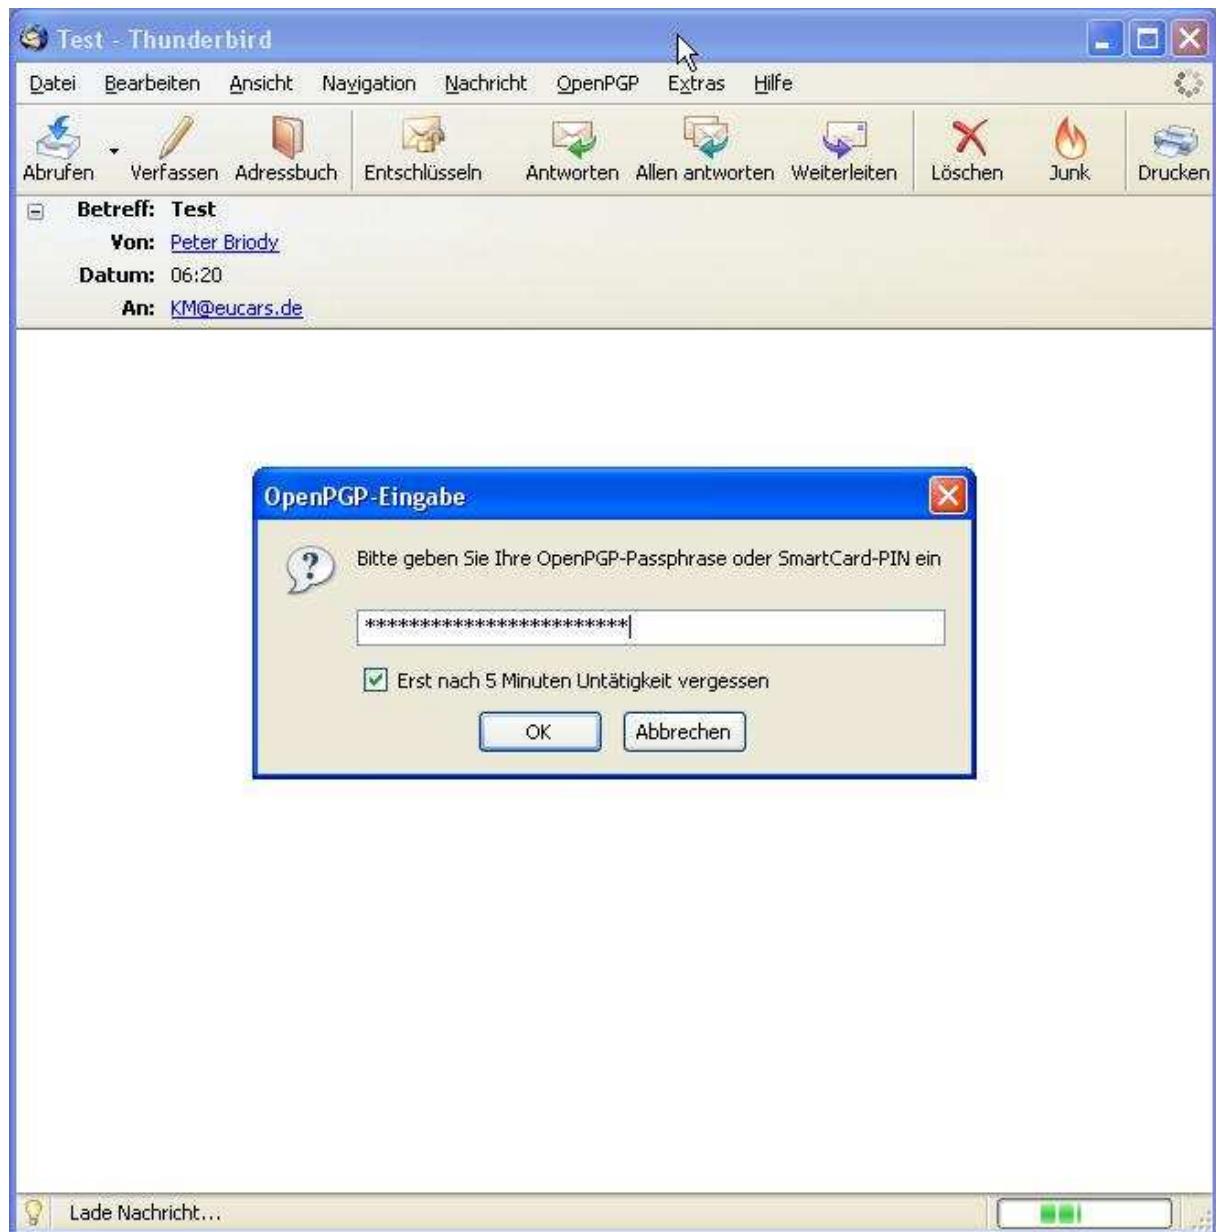 Test - Thunderbird
Datei Bearbeiten Ansicht Navigation Nachricht OpenPGP Extras Hilfe
Abrufen Verfassen Adressbuch Entschlüsseln Antworten Allen antworten Weiterleiten Löschen Junk Drucken
Betreff: Test
Von: Peter Briody
Datum: 06:20
An: KM@eucars.de
OpenPGP-Eingabe
Bitte geben Sie Ihre OpenPGP-Passphrase oder SmartCard-PIN ein
************************
Erst nach 5 Minuten Untätigkeit vergessen
OK Abbrechen
Lade Nachricht...